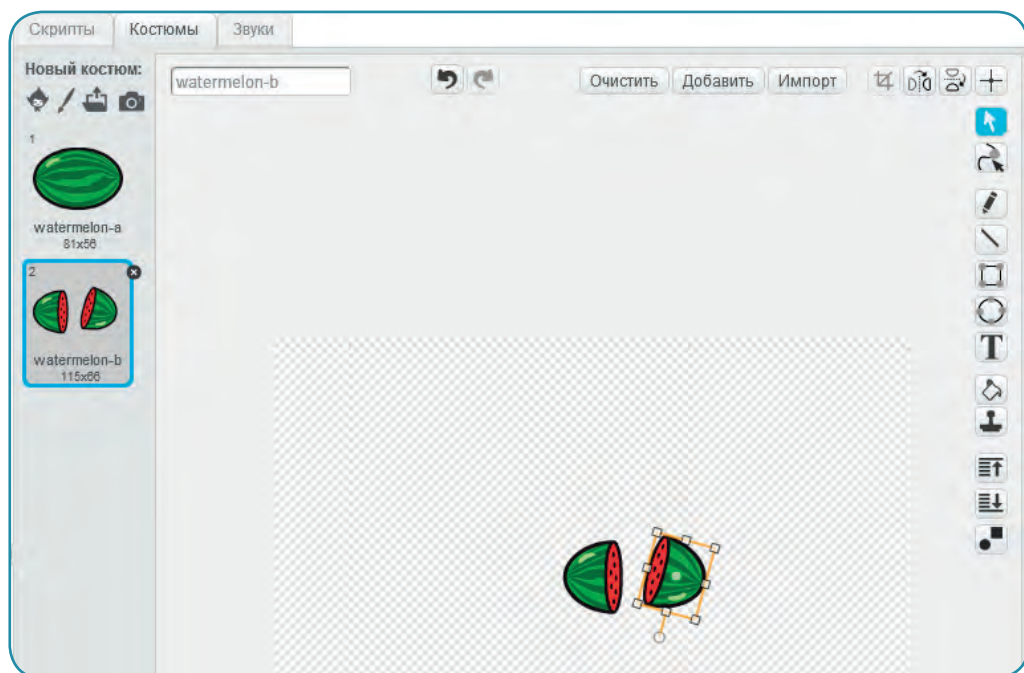 Скрипты Костюмы Звуки
Новый костюм:
watermelon-b
Очистить Добавить Импорт
1
watermelon-a
81x56
2
watermelon-b
115x66
T